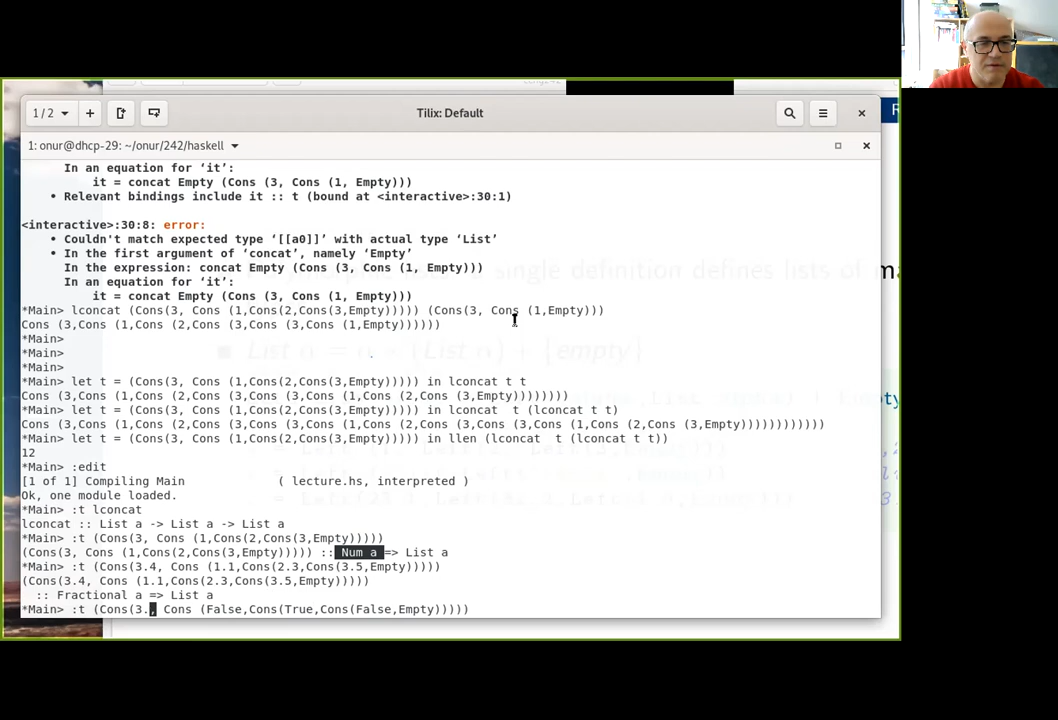 1/2
Tilix: Default
1: onur@dhcp-29: ~/onur/242/haskell
In an equation for ‘it’:
it = concat Empty (Cons (3, Cons (1, Empty)))
• Relevant bindings include it :: t (bound at <interactive>:30:1)
<interactive>:30:8: error:
• Couldn't match expected type ‘[[a0]]’ with actual type ‘List’
• In the first argument of ‘concat’, namely ‘Empty’
In the expression: concat Empty (Cons (3, Cons (1, Empty)))
In an equation for ‘it’:
it = concat Empty (Cons (3, Cons (1, Empty)))
*Main> lconcat (Cons(3, Cons (1,Cons(2,Cons(3,Empty))))) (Cons(3, Cons (1,Empty)))
Cons (3,Cons (1,Cons (2,Cons (3,Cons (3,Cons (1,Empty))))))
*Main>
*Main>
*Main>
*Main> let t = (Cons(3, Cons (1,Cons(2,Cons(3,Empty))))) in lconcat t t
Cons (3,Cons (1,Cons (2,Cons (3,Cons (3,Cons (1,Cons (2,Cons (3,Empty))))))))
*Main> let t = (Cons(3, Cons (1,Cons(2,Cons(3,Empty))))) in lconcat  t (lconcat t t)
Cons (3,Cons (1,Cons (2,Cons (3,Cons (3,Cons (1,Cons (2,Cons (3,Cons (3,Cons (1,Cons (2,Cons (3,Empty))))))))))))
*Main> let t = (Cons(3, Cons (1,Cons(2,Cons(3,Empty))))) in llen (lconcat  t (lconcat t t))
12
*Main> :edit
[1 of 1] Compiling Main             ( lecture.hs, interpreted )
Ok, one module loaded.
*Main> :t lconcat
lconcat :: List a -> List a -> List a
*Main> :t (Cons(3, Cons (1,Cons(2,Cons(3,Empty)))))
(Cons(3, Cons (1,Cons(2,Cons(3,Empty))))) :: Num a => List a
*Main> :t (Cons(3.4, Cons (1.1,Cons(2.3,Cons(3.5,Empty)))))
(Cons(3.4, Cons (1.1,Cons(2.3,Cons(3.5,Empty)))))
:: Fractional a => List a
*Main> :t (Cons(3., Cons (False,Cons(True,Cons(False,Empty)))))
single definition defines lists of ma
List α = α × (List α) + {empty}